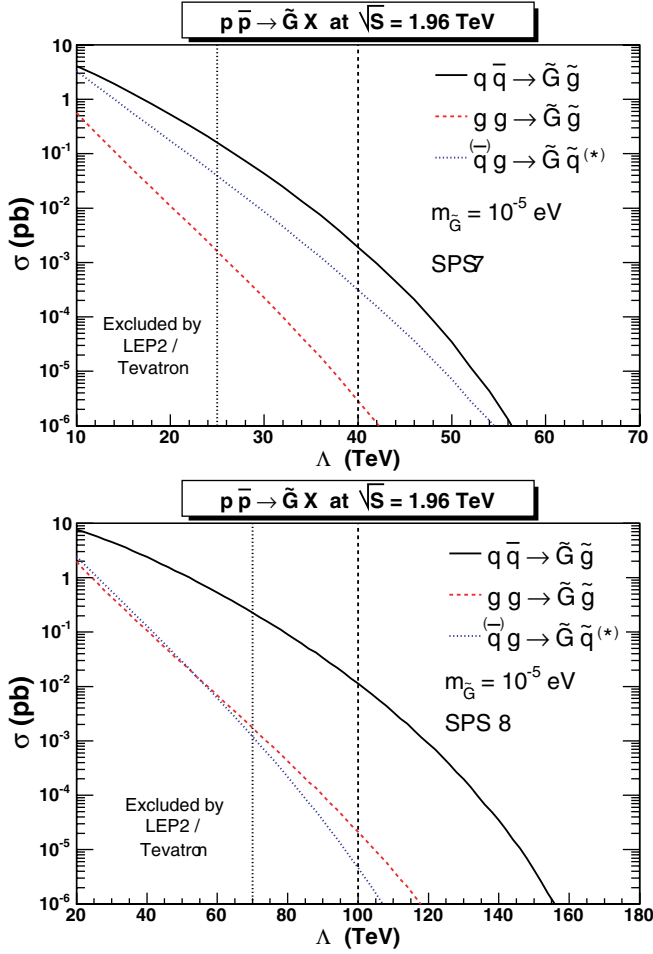 p p̅ → G̃ X at √S = 1.96 TeV
10
1
10⁻¹
10⁻²
10⁻³
10⁻⁴
10⁻⁵
10⁻⁶
σ (pb)
q q̅ → G̃ g̃
g g → G̃ g̃
(q̅) g → G̃ q̃(*)
m_G̃ = 10⁻⁵ eV
SPS7
Excluded by
LEP2 /
Tevatron
10 20 30 40 50 60 70
Λ (TeV)
p p̅ → G̃ X at √S = 1.96 TeV
10
1
10⁻¹
10⁻²
10⁻³
10⁻⁴
10⁻⁵
10⁻⁶
σ (pb)
q q̅ → G̃ g̃
g g → G̃ g̃
(q̅) g → G̃ q̃(*)
m_G̃ = 10⁻⁵ eV
SPS 8
Excluded by
LEP2 /
Tevatron
20 40 60 80 100 120 140 160 180
Λ (TeV)